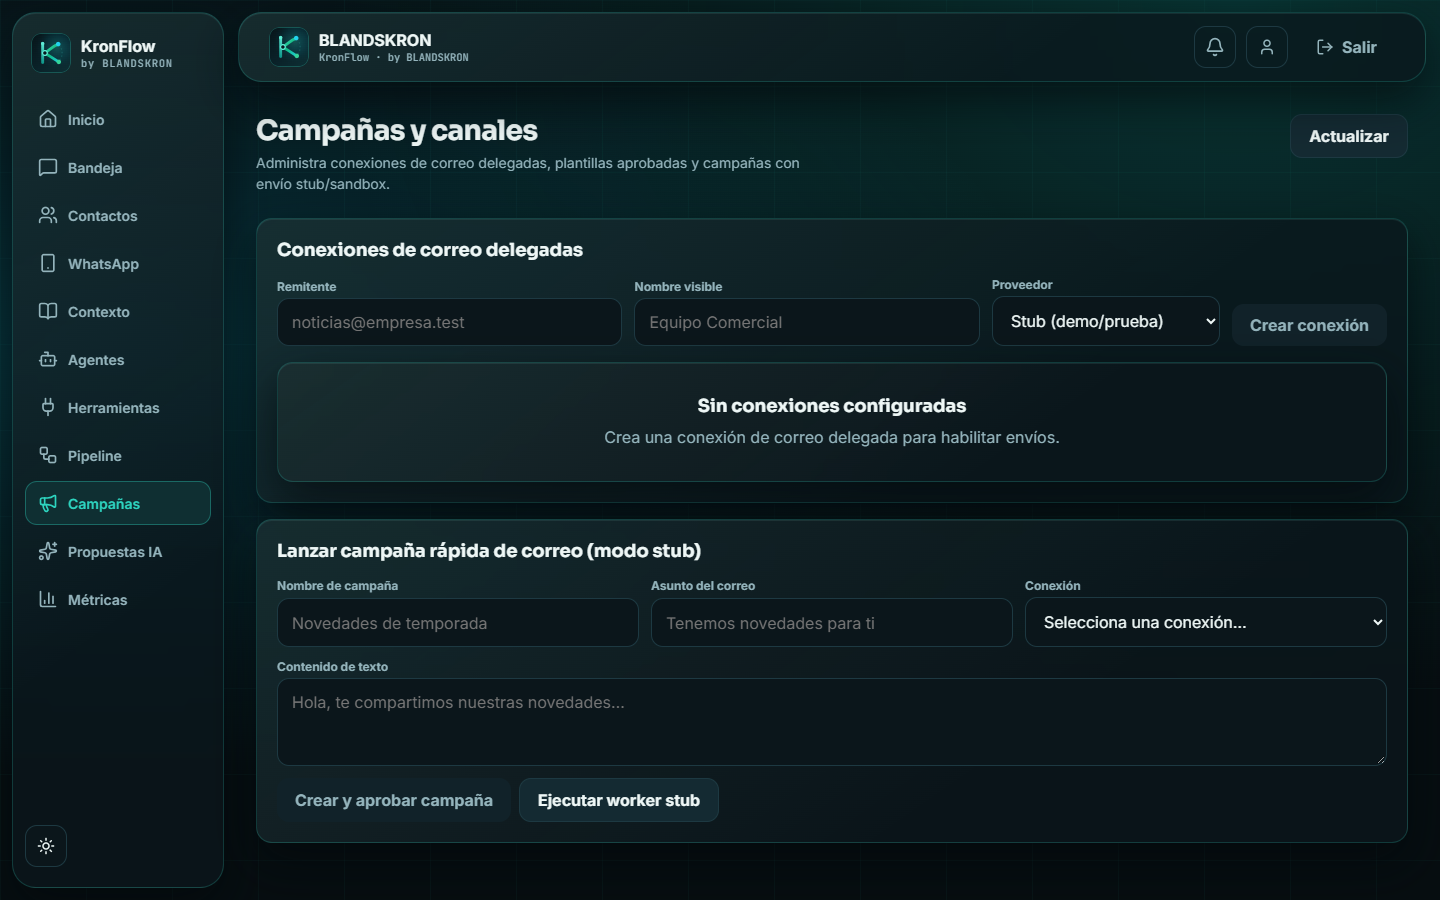 KronFlow
by BLANDSKRON
Inicio
Bandeja
Contactos
WhatsApp
Contexto
Agentes
Herramientas
Pipeline
Campañas
Propuestas IA
Métricas
BLANDSKRON
KronFlow · by BLANDSKRON
Salir
Campañas y canales
Administra conexiones de correo delegadas, plantillas aprobadas y campañas con
envío stub/sandbox.
Actualizar
Conexiones de correo delegadas
Remitente
Nombre visible
Proveedor
noticias@empresa.test
Equipo Comercial
Stub (demo/prueba)
Crear conexión
Sin conexiones configuradas
Crea una conexión de correo delegada para habilitar envíos.
Lanzar campaña rápida de correo (modo stub)
Nombre de campaña
Asunto del correo
Conexión
Novedades de temporada
Tenemos novedades para ti
Selecciona una conexión...
Contenido de texto
Hola, te compartimos nuestras novedades...
Crear y aprobar campaña
Ejecutar worker stub